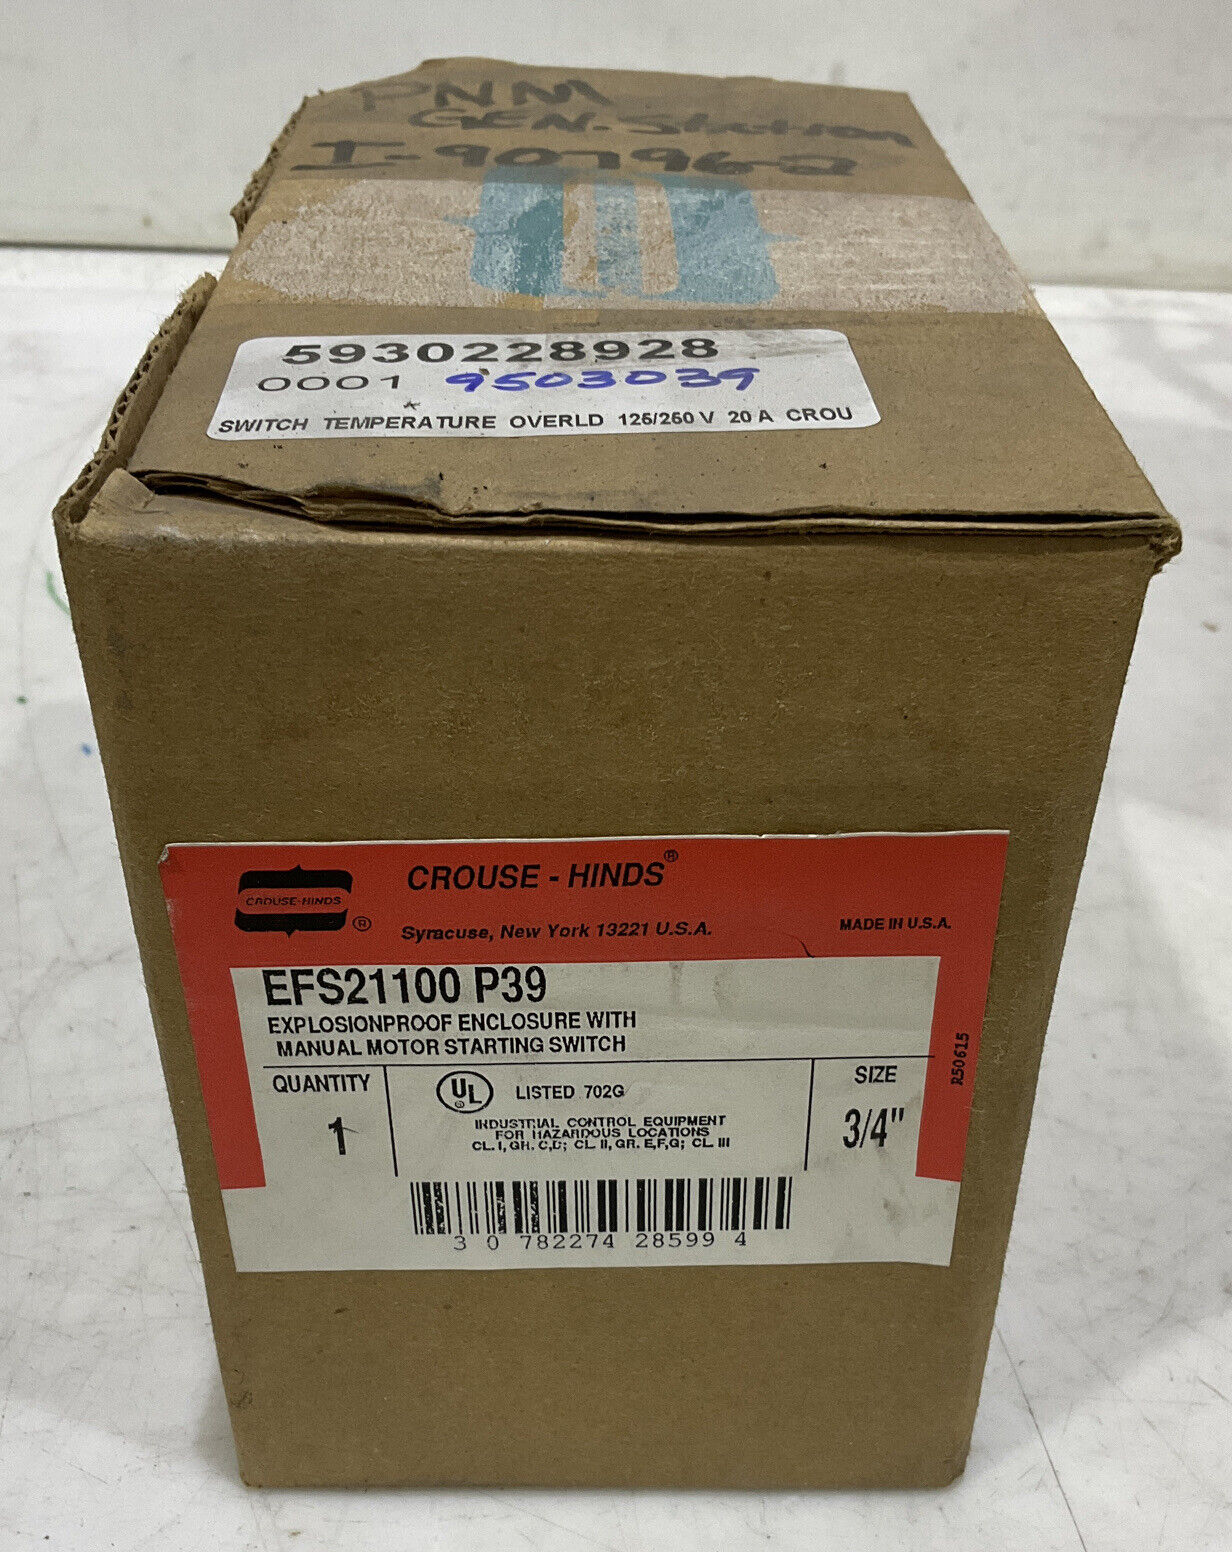 PNM
GEN. Station
I-90796-2
5930228928
0001 9503039
SWITCH TEMPERATURE OVERLD 125/250 V 20 A CROU
CROUSE-HINDS
®
CROUSE - HINDS®
Syracuse, New York 13221 U.S.A.
MADE IN U.S.A.
EFS21100 P39
EXPLOSIONPROOF ENCLOSURE WITH
MANUAL MOTOR STARTING SWITCH
R50615
QUANTITY
1
UL ®
LISTED 702G
INDUSTRIAL CONTROL EQUIPMENT
FOR HAZARDOUS LOCATIONS
CL. I, GR. C,D; CL. II, GR. E,F,G; CL. III
SIZE
3/4"
3 0 782274 28599 4